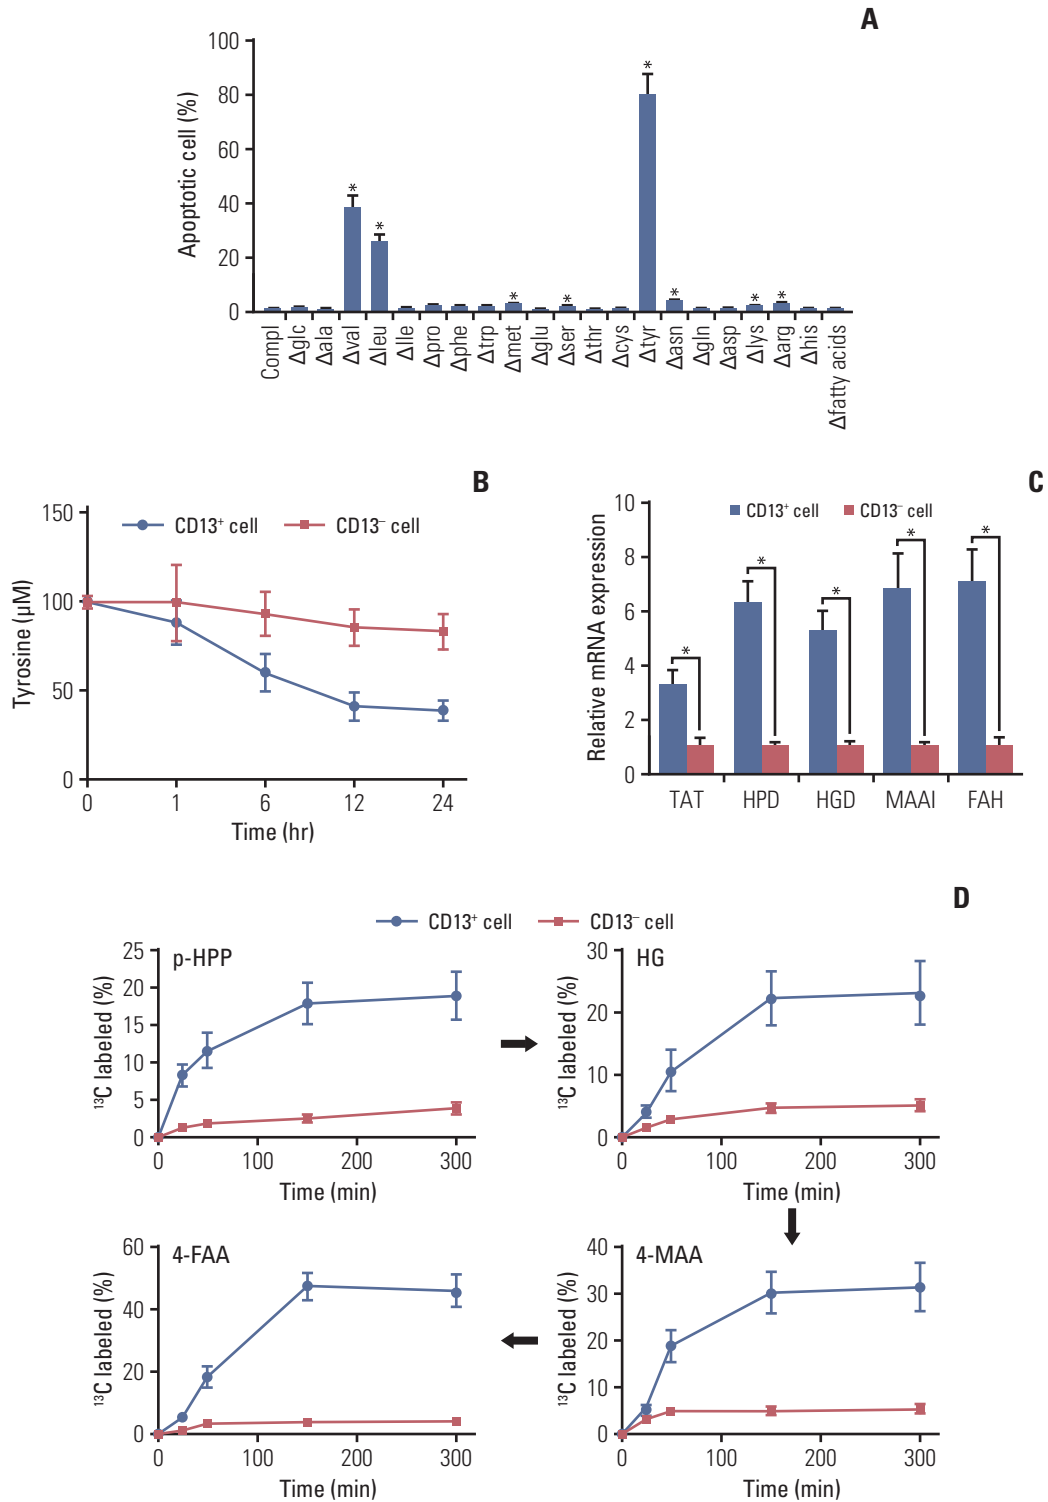 A
100
80
60
40
20
0
Apoptotic cell (%)
Compl
Δglc
Δala
Δval
Δleu
Δlle
Δpro
Δphe
Δtrp
Δmet
Δglu
Δser
Δthr
Δcys
Δtyr
Δasn
Δgln
Δasp
Δlys
Δarg
Δhis
Δfatty acids
* * * * * * * * *
B
CD13⁺ cell CD13⁻ cell
150
100
50
0
Tyrosine (μM)
0 1 6 12 24
Time (hr)
C
CD13⁺ cell CD13⁻ cell
10
8
6
4
2
0
Relative mRNA expression
* * * * *
TAT HPD HGD MAAI FAH
D
CD13⁺ cell CD13⁻ cell
p-HPP
25
20
15
10
5
0
¹³C labeled (%)
0 100 200 300
Time (min)
HG
30
20
10
0
¹³C labeled (%)
0 100 200 300
Time (min)
4-FAA
60
40
20
0
¹³C labeled (%)
0 100 200 300
Time (min)
4-MAA
40
30
20
10
0
¹³C labeled (%)
0 100 200 300
Time (min)